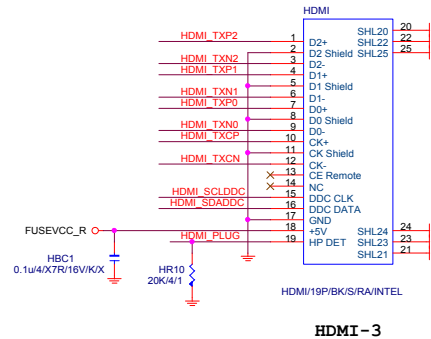 HDMI
HDMI_TXP2 1 D2+ SHL20 20
2 D2 Shield SHL22 22
HDMI_TXN2 3 D2- SHL25 25
HDMI_TXP1 4 D1+
5 D1 Shield
HDMI_TXN1 6 D1-
HDMI_TXP0 7 D0+
8 D0 Shield
HDMI_TXN0 9 D0-
HDMI_TXCP 10 CK+
11 CK Shield
HDMI_TXCN 12 CK-
13 CE Remote
14 NC
HDMI_SCLDDC 15 DDC CLK
HDMI_SDADDC 16 DDC DATA
17 GND
FUSEVCC_R 18 +5V SHL24 24
HDMI_PLUG 19 HP DET SHL23 23
SHL21 21
HBC1
0.1u/4/X7R/16V/K/X
HR10
20K/4/1
HDMI/19P/BK/S/RA/INTEL
HDMI-3